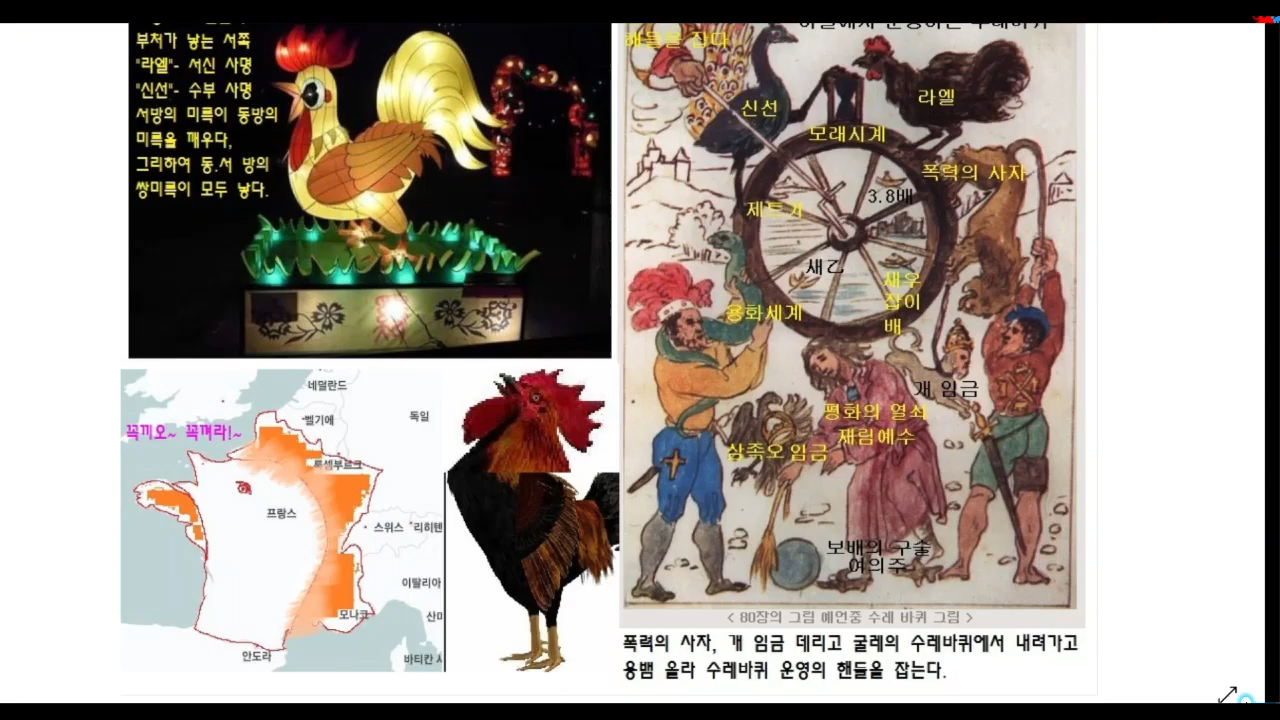 부처가 낳는 서쪽
"라엘"- 서신 사명
"신선"- 수부 사명
서방의 미륵이 동방의
미륵을 깨우다,
그리하여 동.서 방의
쌍미륵이 모두 낳다.
해들을 잡다
신선
라엘
모래시계
폭력의 사자
3.8배
제트기
새乙
새우
잡이
배
용화세계
개 임금
평화의 열쇠
재림예수
삼족오 임금
보배의 구슬
여의주
< 80장의 그림 예언중 수레 바퀴 그림 >
폭력의 사자, 개 임금 데리고 굴레의 수레바퀴에서 내려가고
용뱀 올라 수레바퀴 운영의 핸들을 잡는다.
꼭끼오~ 꼭껴라!~
네덜란드
벨기에
독일
룩셈부르크
프랑스
스위스
리히텐
이탈리아
모나코
산마
안도라
바티칸 시